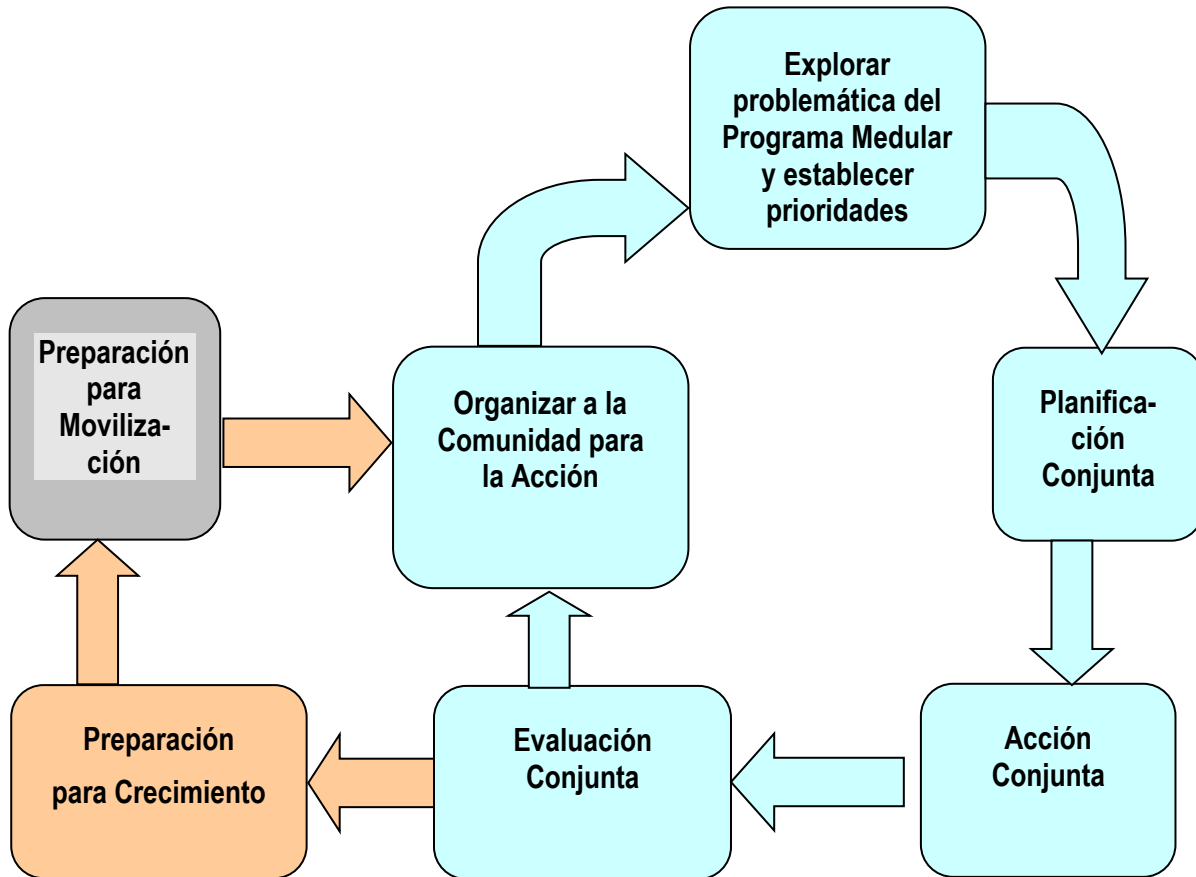 Explorar
problemática del
Programa Medular
y establecer
prioridades
Preparación
para
Moviliza-
ción
Organizar a la
Comunidad para
la Acción
Planifica-
ción
Conjunta
Preparación
para Crecimiento
Evaluación
Conjunta
Acción
Conjunta